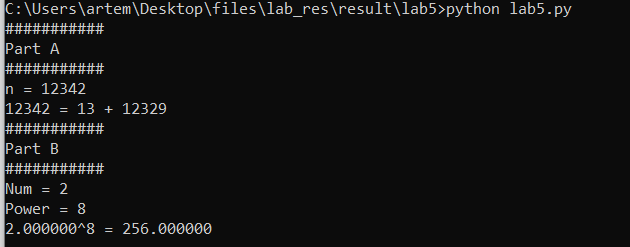 C:\Users\artem\Desktop\files\lab_res\result\lab5>python lab5.py
###########
Part A
###########
n = 12342
12342 = 13 + 12329
###########
Part B
###########
Num = 2
Power = 8
2.000000^8 = 256.000000